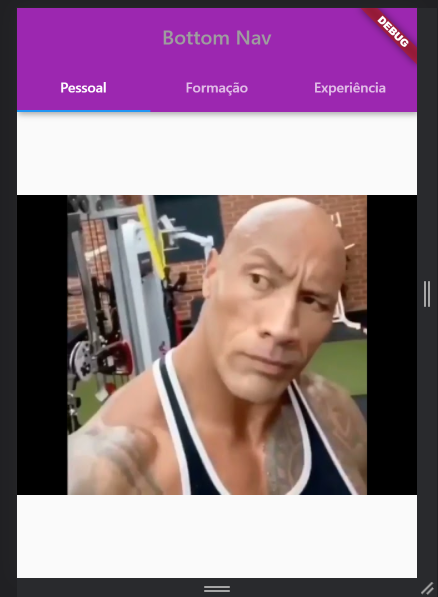 Bottom Nav
DEBUG
Pessoal
Formação
Experiência